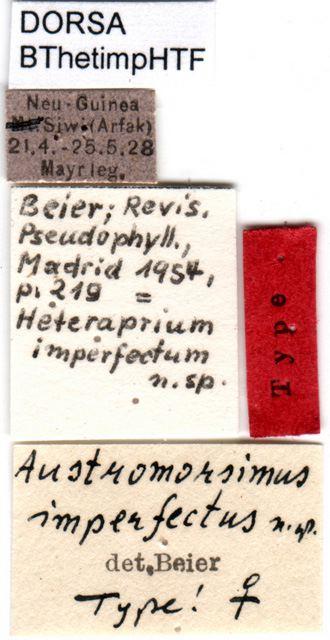 DORSA
BThetimpHTF
Neu-Guinea
Mt. Siwi (Arfak)
21.4.-25.5.28
Mayr leg.
Beier; Revis.
Pseudophyll.,
Madrid 1954,
p. 219 =
Heteraprium
imperfectum
n. sp.
Type
Austromorsimus
imperfectus n. sp.
det. Beier
Type! ♀